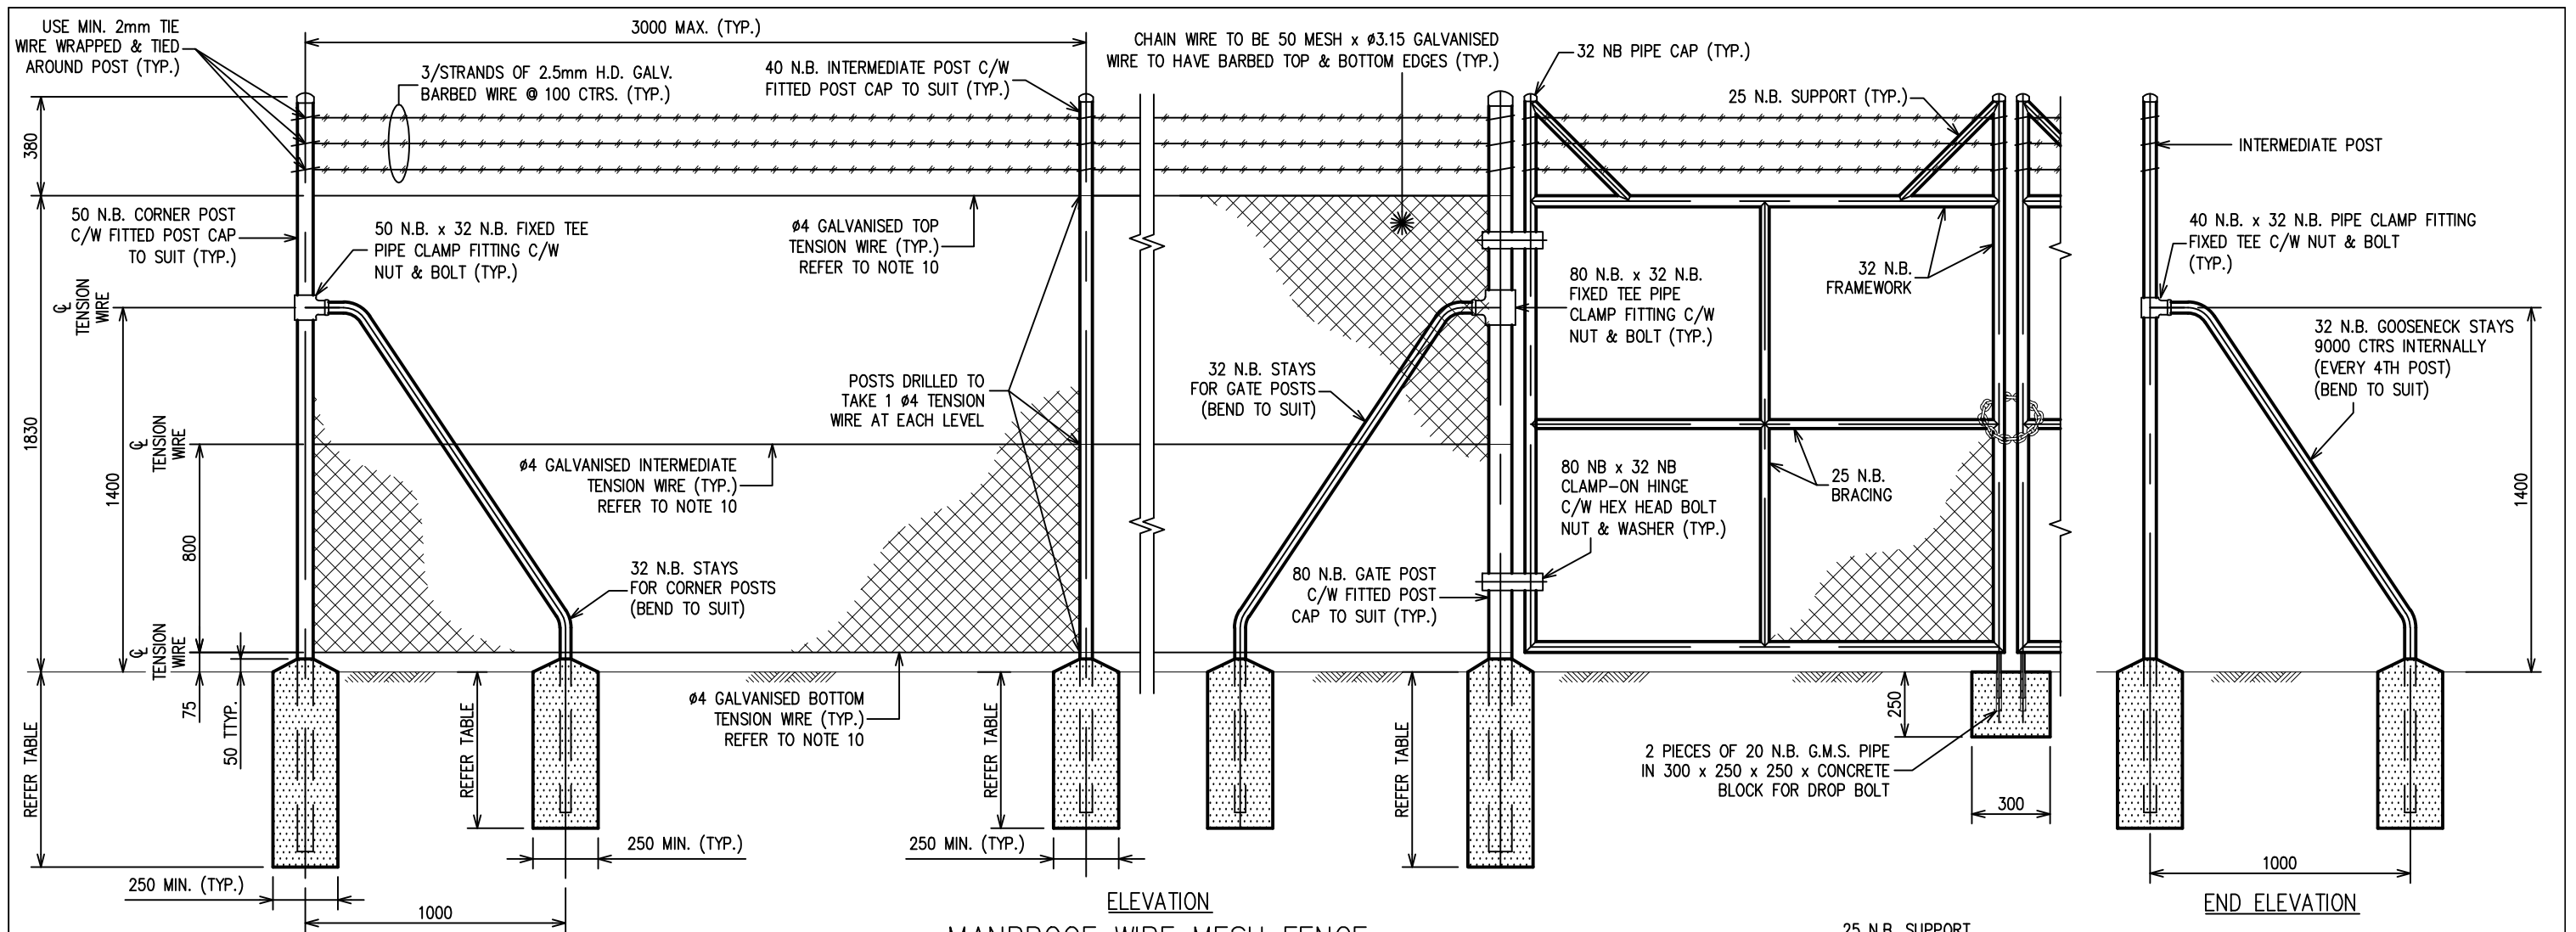 USE MIN. 2mm TIE
WIRE WRAPPED & TIED
AROUND POST (TYP.)
3000 MAX. (TYP.)
3/STRANDS OF 2.5mm H.D. GALV.
BARBED WIRE @ 100 CTRS. (TYP.)
40 N.B. INTERMEDIATE POST C/W
FITTED POST CAP TO SUIT (TYP.)
CHAIN WIRE TO BE 50 MESH x ø3.15 GALVANISED
WIRE TO HAVE BARBED TOP & BOTTOM EDGES (TYP.)
32 NB PIPE CAP (TYP.)
25 N.B. SUPPORT (TYP.)
INTERMEDIATE POST
380
50 N.B. CORNER POST
C/W FITTED POST CAP
TO SUIT (TYP.)
50 N.B. x 32 N.B. FIXED TEE
PIPE CLAMP FITTING C/W
NUT & BOLT (TYP.)
ø4 GALVANISED TOP
TENSION WIRE (TYP.)
REFER TO NOTE 10
80 N.B. x 32 N.B.
FIXED TEE PIPE
CLAMP FITTING C/W
NUT & BOLT (TYP.)
32 N.B.
FRAMEWORK
40 N.B. x 32 N.B. PIPE CLAMP FITTING
FIXED TEE C/W NUT & BOLT
(TYP.)
℄
TENSION
WIRE
32 N.B. GOOSENECK STAYS
9000 CTRS INTERNALLY
(EVERY 4TH POST)
(BEND TO SUIT)
POSTS DRILLED TO
TAKE 1 ø4 TENSION
WIRE AT EACH LEVEL
32 N.B. STAYS
FOR GATE POSTS
(BEND TO SUIT)
1830
1400
℄
TENSION
WIRE
800
ø4 GALVANISED INTERMEDIATE
TENSION WIRE (TYP.)
REFER TO NOTE 10
80 NB x 32 NB
CLAMP-ON HINGE
C/W HEX HEAD BOLT
NUT & WASHER (TYP.)
25 N.B.
BRACING
1400
32 N.B. STAYS
FOR CORNER POSTS
(BEND TO SUIT)
80 N.B. GATE POST
C/W FITTED POST
CAP TO SUIT (TYP.)
℄
TENSION
WIRE
75
50 TTYP.
REFER TABLE
REFER TABLE
ø4 GALVANISED BOTTOM
TENSION WIRE (TYP.)
REFER TO NOTE 10
REFER TABLE
REFER TABLE
250
2 PIECES OF 20 N.B. G.M.S. PIPE
IN 300 x 250 x 250 x CONCRETE
BLOCK FOR DROP BOLT
300
250 MIN. (TYP.)
250 MIN. (TYP.)
250 MIN. (TYP.)
1000
1000
ELEVATION
END ELEVATION
MANPROOF WIRE MESH FENCE
25 N.B. SUPPORT